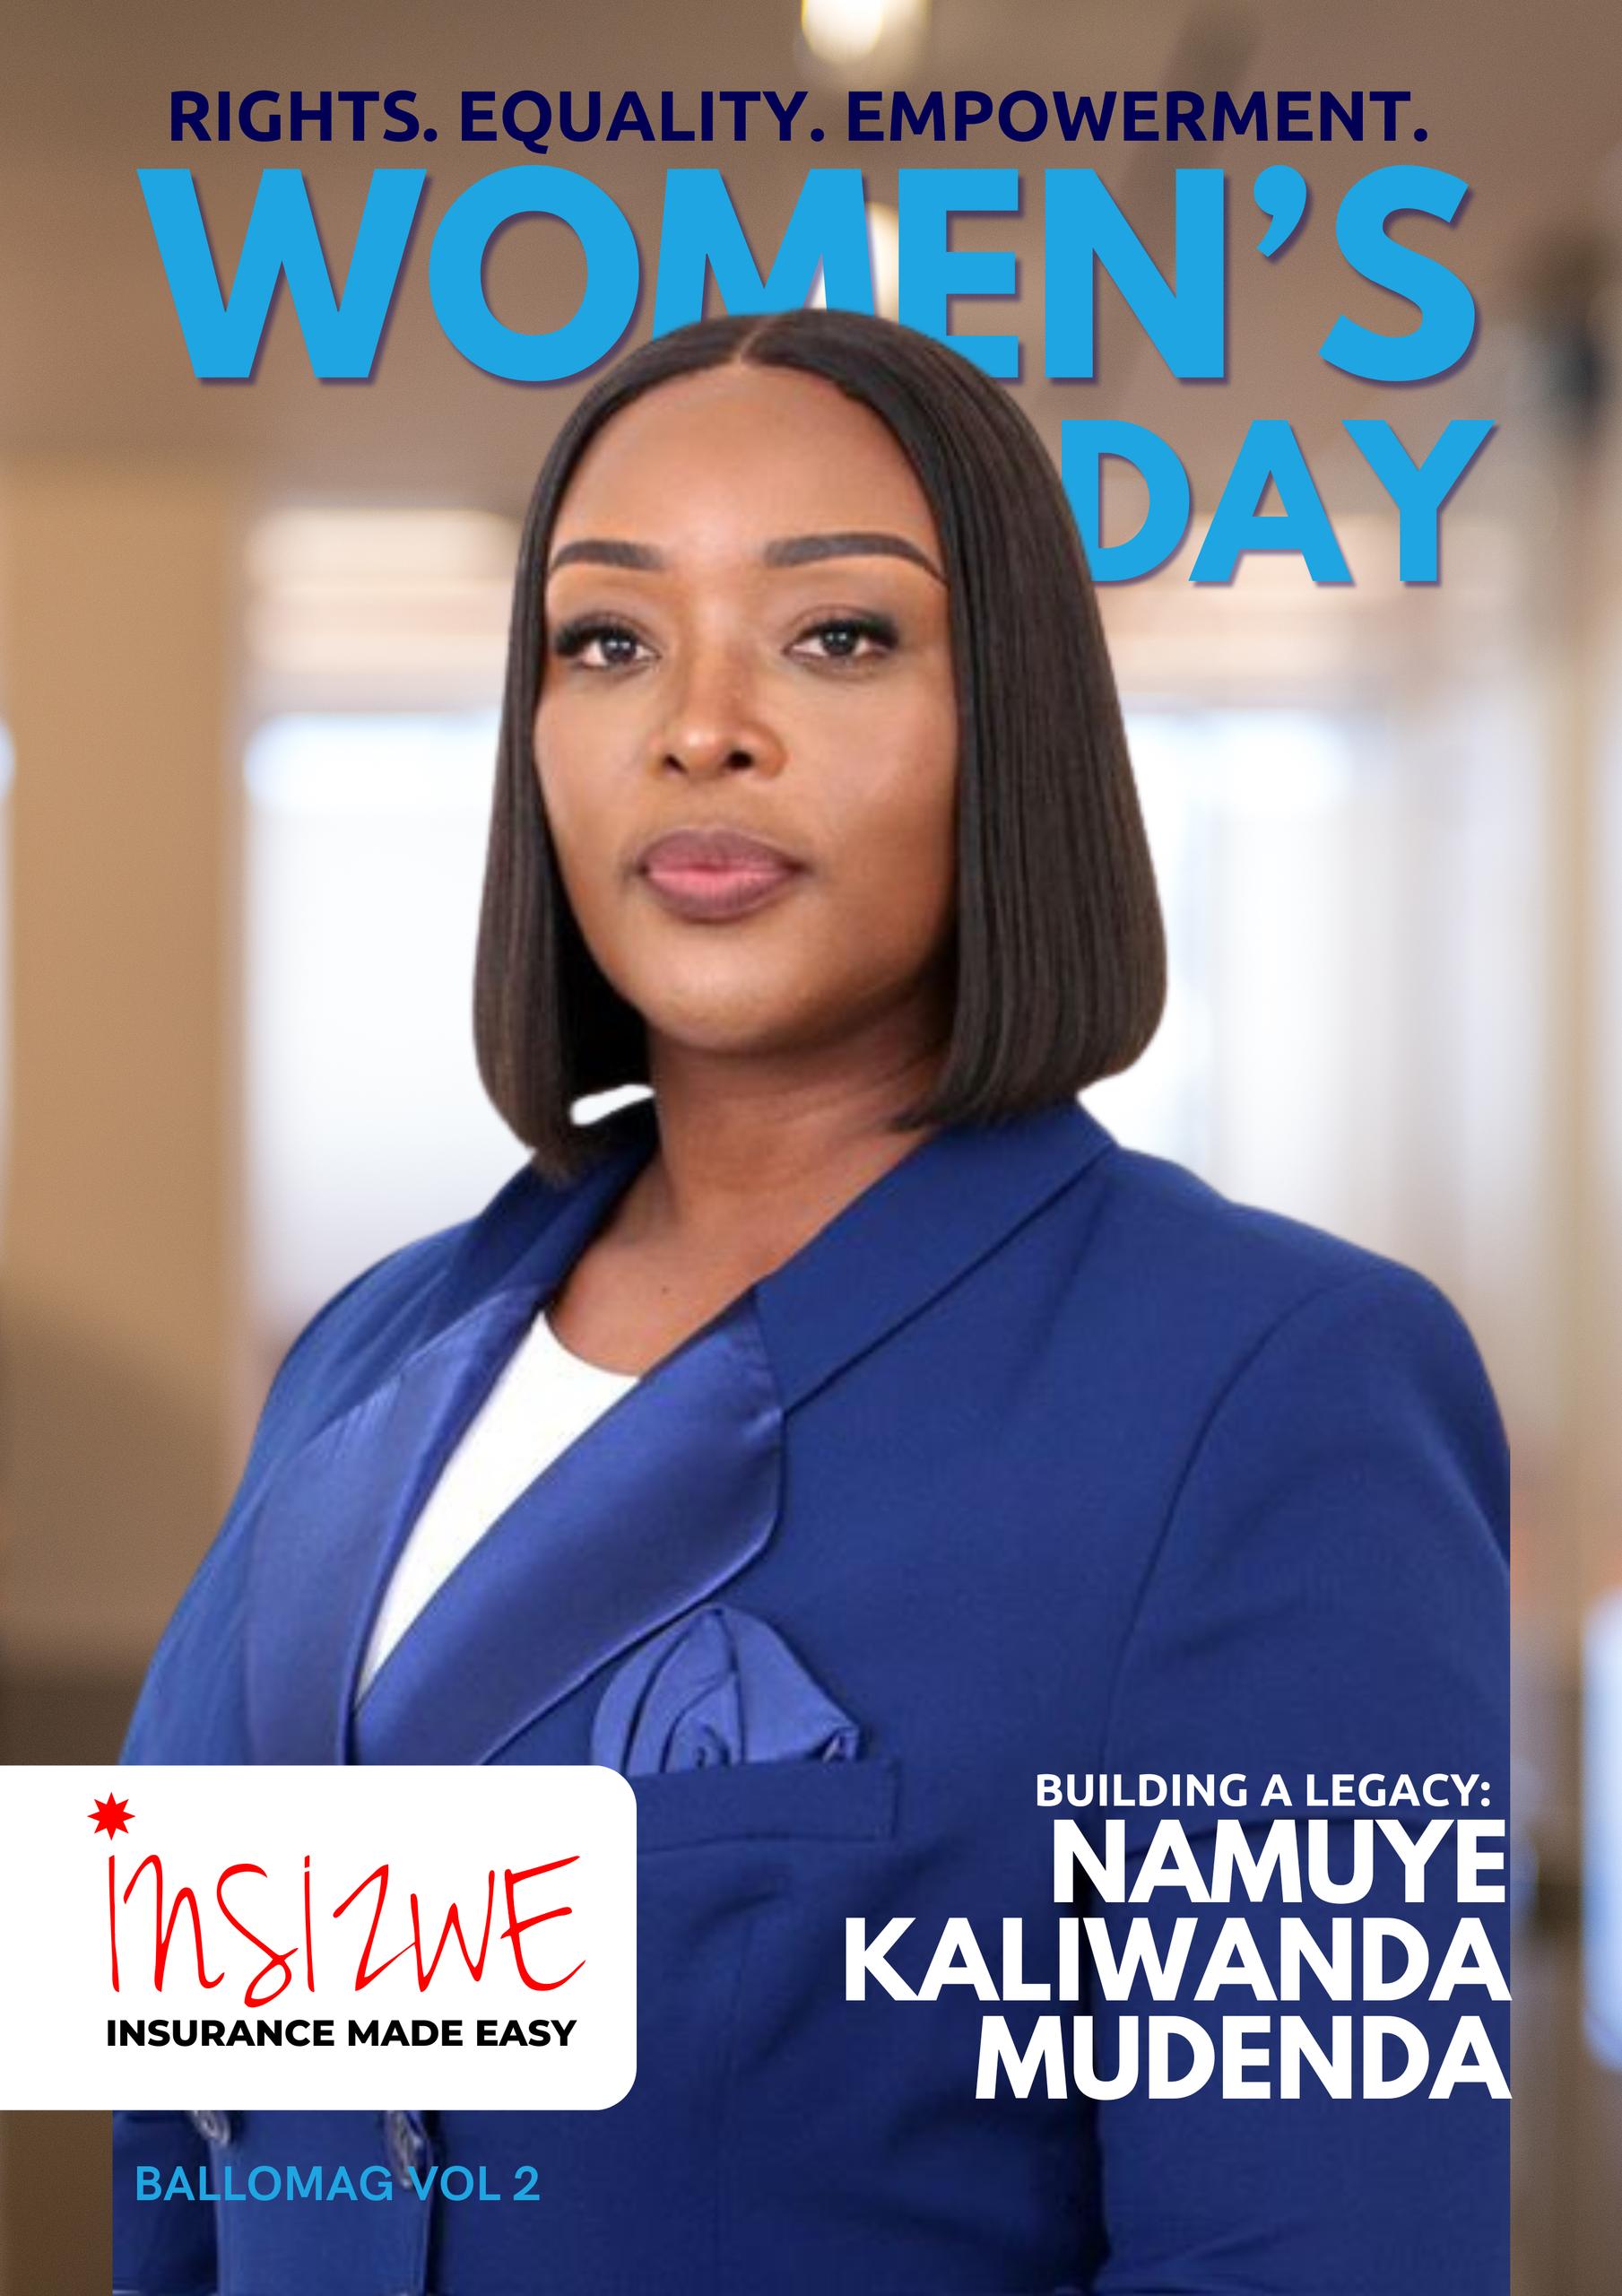 RIGHTS. EQUALITY. EMPOWERMENT.
WOMEN’S
DAY
BUILDING A LEGACY:
NAMUYE
KALIWANDA
MUDENDA
insizwE
INSURANCE MADE EASY
BALLOMAG VOL 2